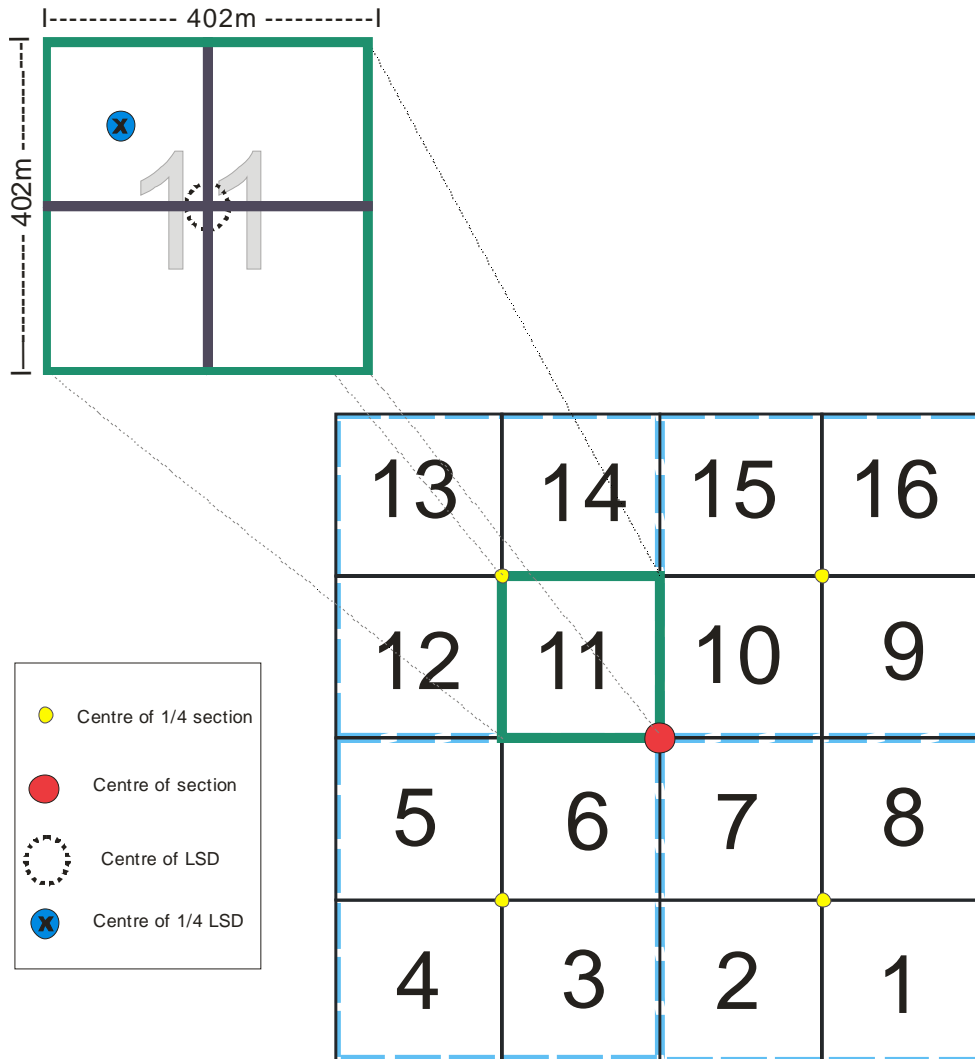 402m
402m
11
13 14 15 16
12 11 10 9
5 6 7 8
4 3 2 1
Centre of 1/4 section
Centre of section
Centre of LSD
x Centre of 1/4 LSD